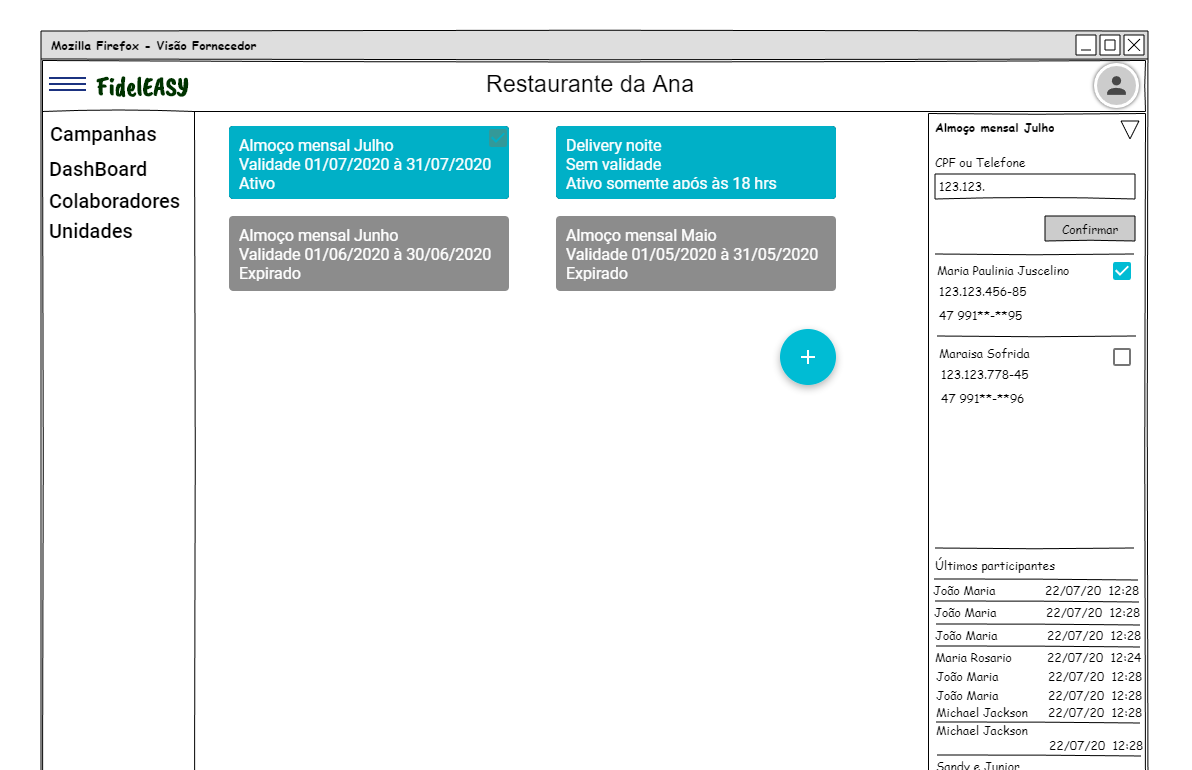 Mozilla Firefox - Visão Fornecedor
FidelEASY
Restaurante da Ana
Campanhas
DashBoard
Colaboradores
Unidades
Almoço mensal Julho
Validade 01/07/2020 à 31/07/2020
Ativo
Delivery noite
Sem validade
Ativo somente após às 18 hrs
Almoço mensal Junho
Validade 01/06/2020 à 30/06/2020
Expirado
Almoço mensal Maio
Validade 01/05/2020 à 31/05/2020
Expirado
+
Almoço mensal Julho
CPF ou Telefone
123.123.
Confirmar
Maria Paulinia Juscelino
123.123.456-85
47 991**-**95
Maraisa Sofrida
123.123.778-45
47 991**-**96
Últimos participantes
João Maria 22/07/20 12:28
João Maria 22/07/20 12:28
João Maria 22/07/20 12:28
Maria Rosario 22/07/20 12:24
João Maria 22/07/20 12:28
João Maria 22/07/20 12:28
Michael Jackson 22/07/20 12:28
Michael Jackson
22/07/20 12:28
Sandy e Junior